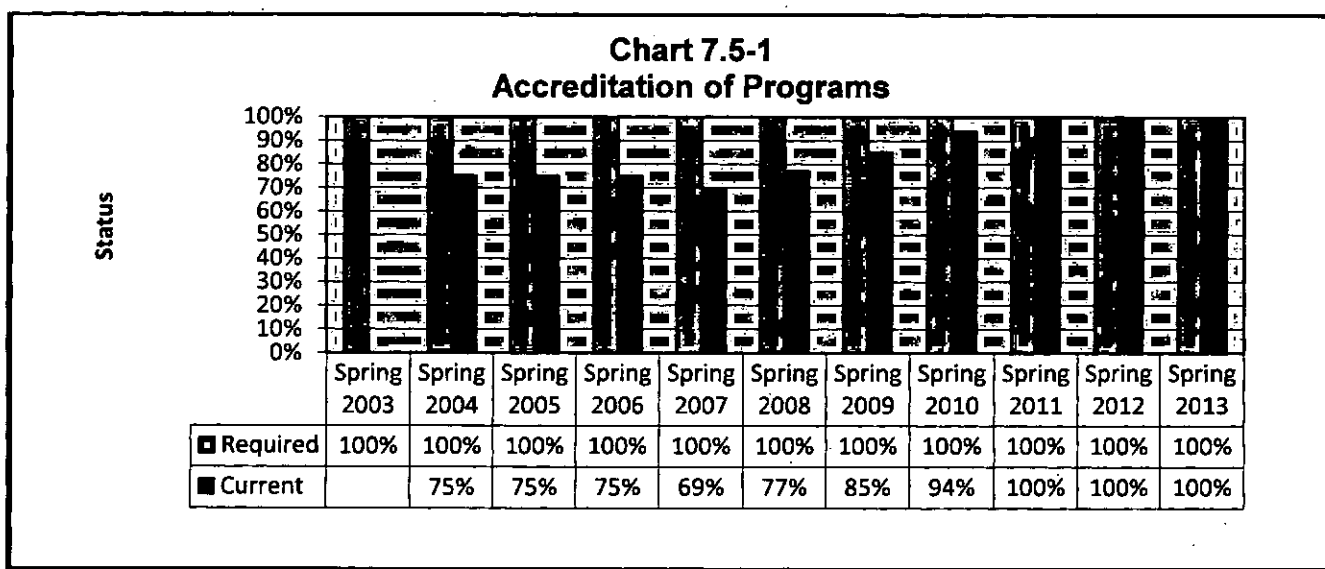 Chart 7.5-1
Accreditation of Programs
Status
100%
90%
80%
70%
60%
50%
40%
30%
20%
10%
0%
Spring Spring Spring Spring Spring Spring Spring Spring Spring Spring Spring
2003 2004 2005 2006 2007 2008 2009 2010 2011 2012 2013
Required 100% 100% 100% 100% 100% 100% 100% 100% 100% 100% 100%
Current 75% 75% 75% 69% 77% 85% 94% 100% 100% 100%